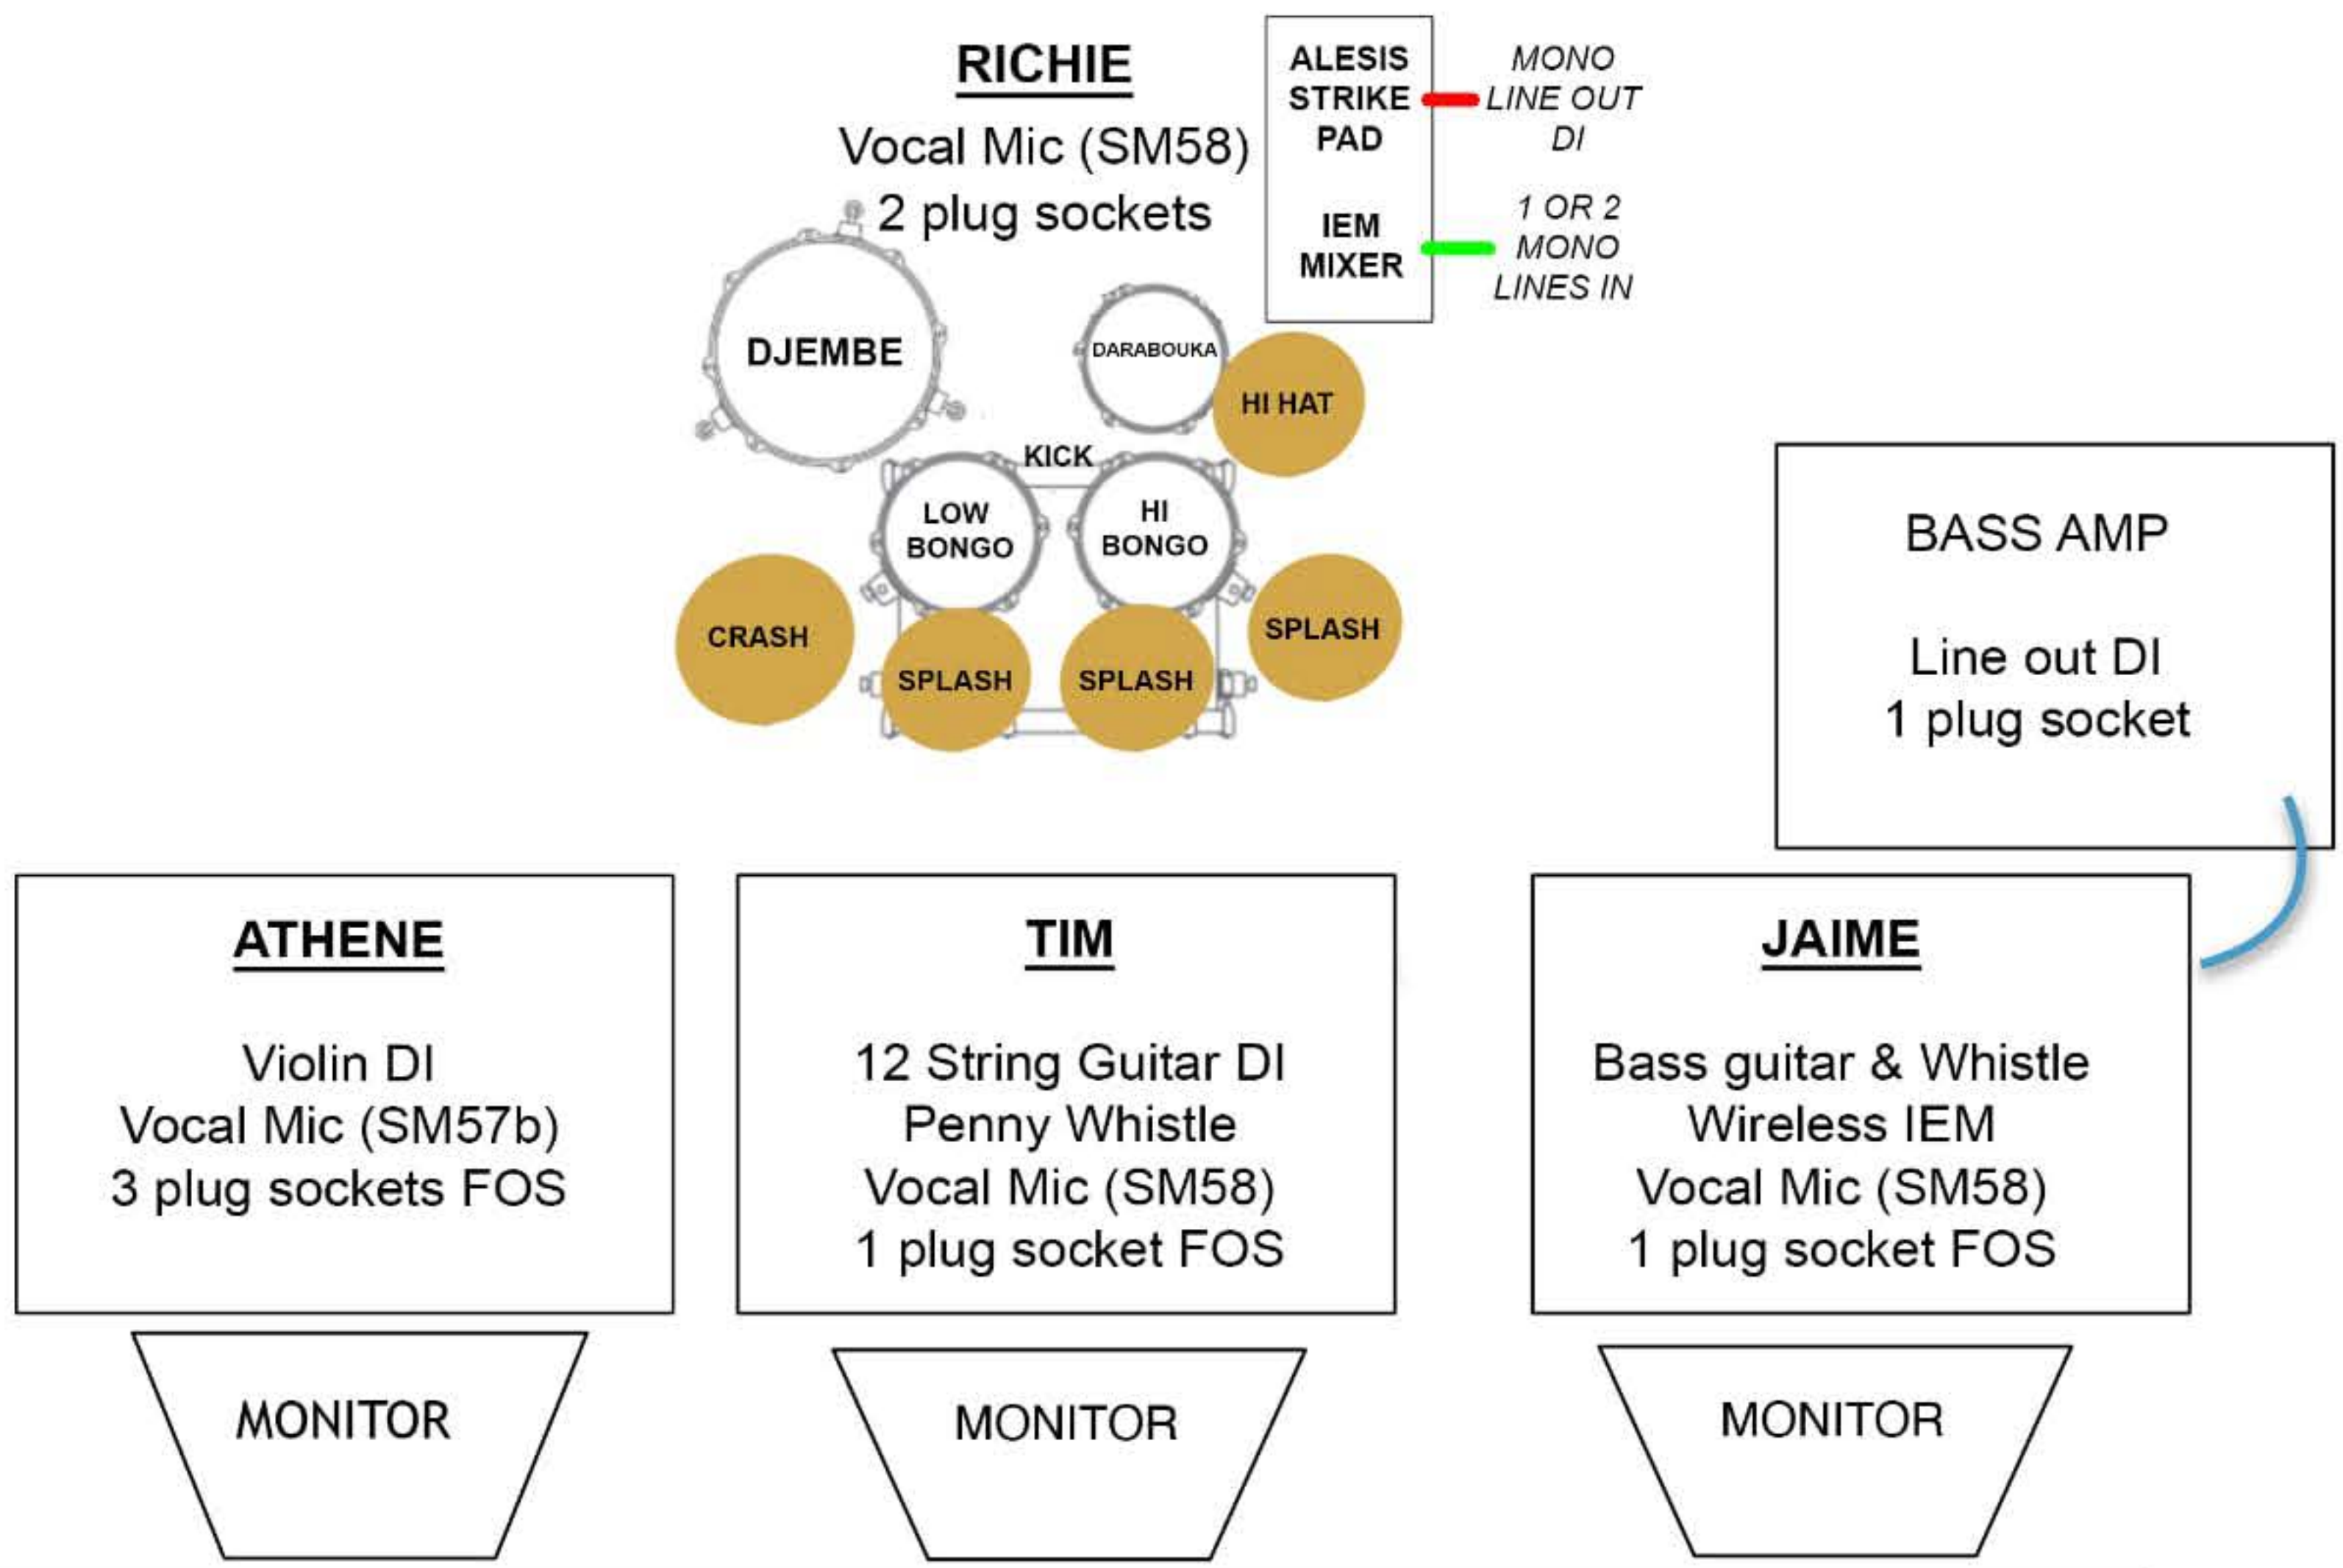 RICHIE
Vocal Mic (SM58)
2 plug sockets
ALESIS
STRIKE
PAD
MONO
LINE OUT
DI
IEM
MIXER
1 OR 2
MONO
LINES IN
DJEMBE
DARABOUKA
HI HAT
KICK
LOW
BONGO
HI
BONGO
CRASH
SPLASH
SPLASH
SPLASH
BASS AMP
Line out DI
1 plug socket
ATHENE
Violin DI
Vocal Mic (SM57b)
3 plug sockets FOS
MONITOR
TIM
12 String Guitar DI
Penny Whistle
Vocal Mic (SM58)
1 plug socket FOS
MONITOR
JAIME
Bass guitar & Whistle
Wireless IEM
Vocal Mic (SM58)
1 plug socket FOS
MONITOR